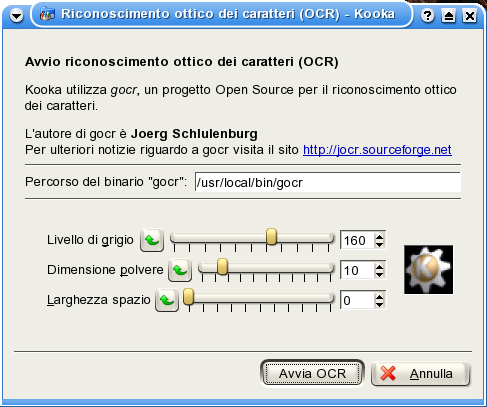 Riconoscimento ottico dei caratteri (OCR) - Kooka
Avvio riconoscimento ottico dei caratteri (OCR)
Kooka utilizza gocr, un progetto Open Source per il riconoscimento ottico
dei caratteri.
L'autore di gocr è Joerg Schlulenburg
Per ulteriori notizie riguardo a gocr visita il sito http://jocr.sourceforge.net
Percorso del binario "gocr": /usr/local/bin/gocr
Livello di grigio 160
Dimensione polvere 10
Larghezza spazio 0
Avvia OCR Annulla